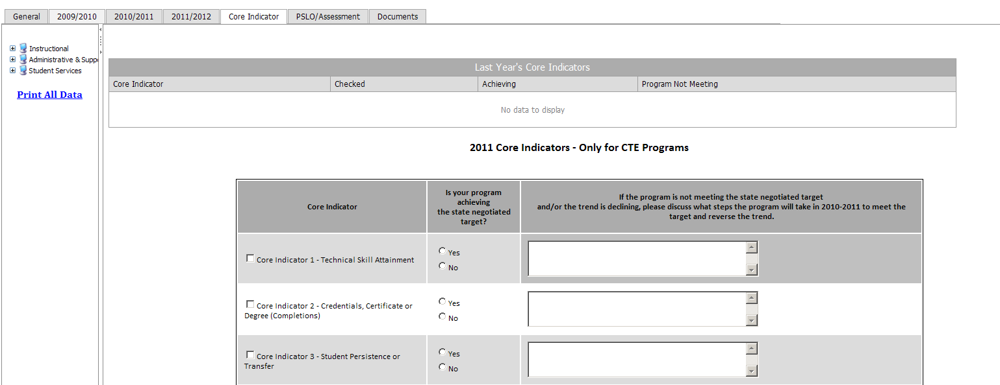 General 2009/2010 2010/2011 2011/2012 Core Indicator PSLO/Assessment Documents
Instructional
Administrative & Supp
Student Services
Print All Data
Last Year's Core Indicators
Core Indicator Checked Achieving Program Not Meeting
No data to display
2011 Core Indicators - Only for CTE Programs
Core Indicator
Is your program
achieving
the state negotiated
target?
If the program is not meeting the state negotiated target
and/or the trend is declining, please discuss what steps the program will take in 2010-2011 to meet the
target and reverse the trend.
Core Indicator 1 - Technical Skill Attainment
Yes
No
Core Indicator 2 - Credentials, Certificate or
Degree (Completions)
Yes
No
Core Indicator 3 - Student Persistence or
Transfer
Yes
No